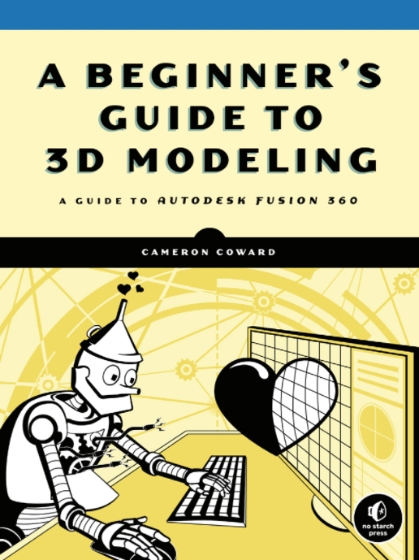 A BEGINNER'S
GUIDE TO
3D MODELING
A GUIDE TO AUTODESK FUSION 360
CAMERON COWARD
no starch
press